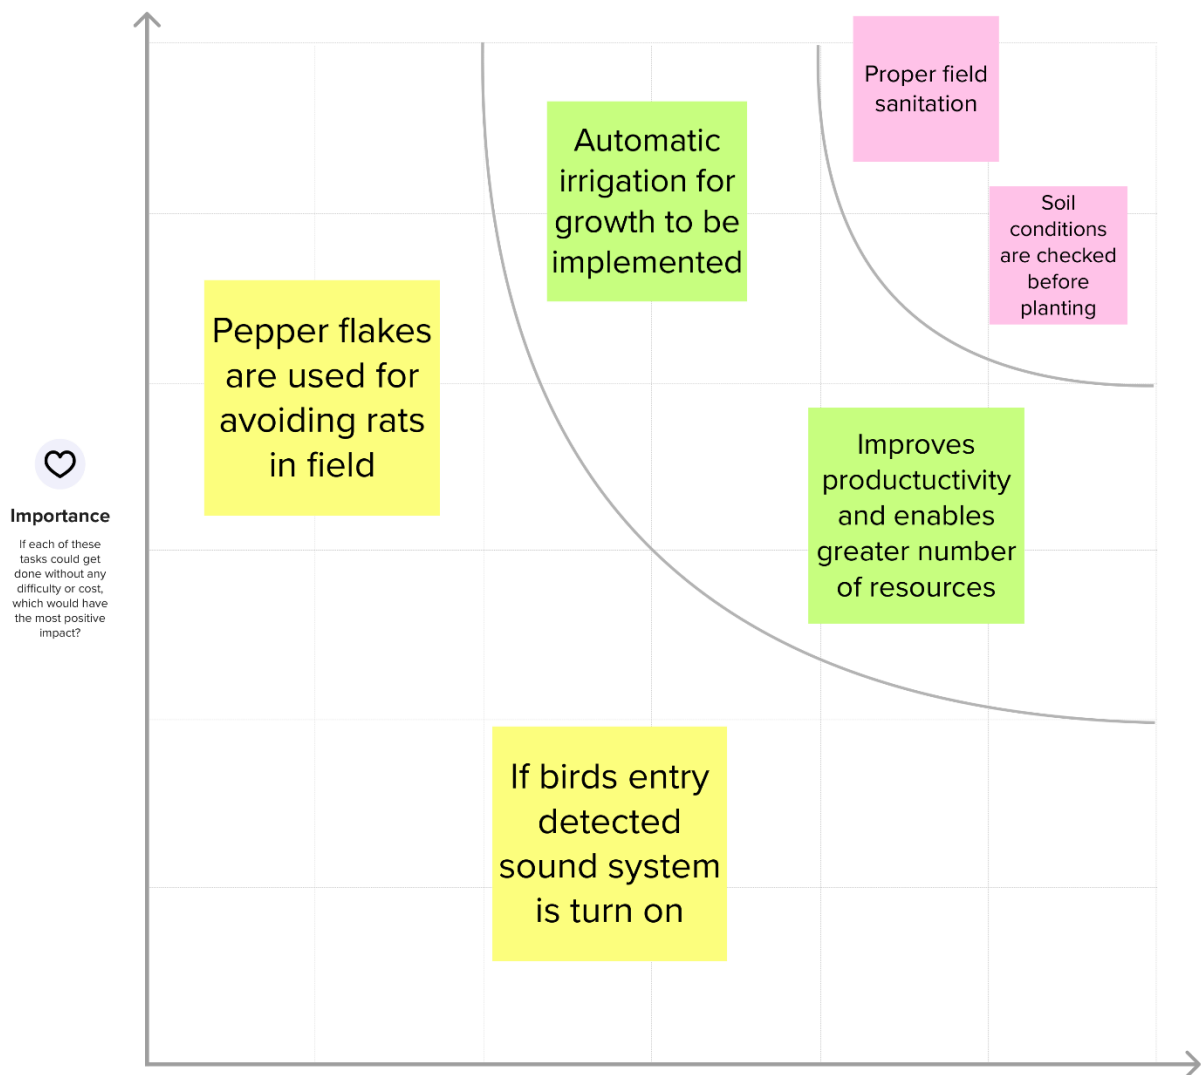 Proper field
sanitation
Automatic
irrigation for
growth to be
implemented
Soil
conditions
are checked
before
planting
Pepper flakes
are used for
avoiding rats
in field
Improves
productuctivity
and enables
greater number
of resources
Importance
If each of these
tasks could get
done without any
difficulty or cost,
which would have
the most positive
impact?
If birds entry
detected
sound system
is turn on